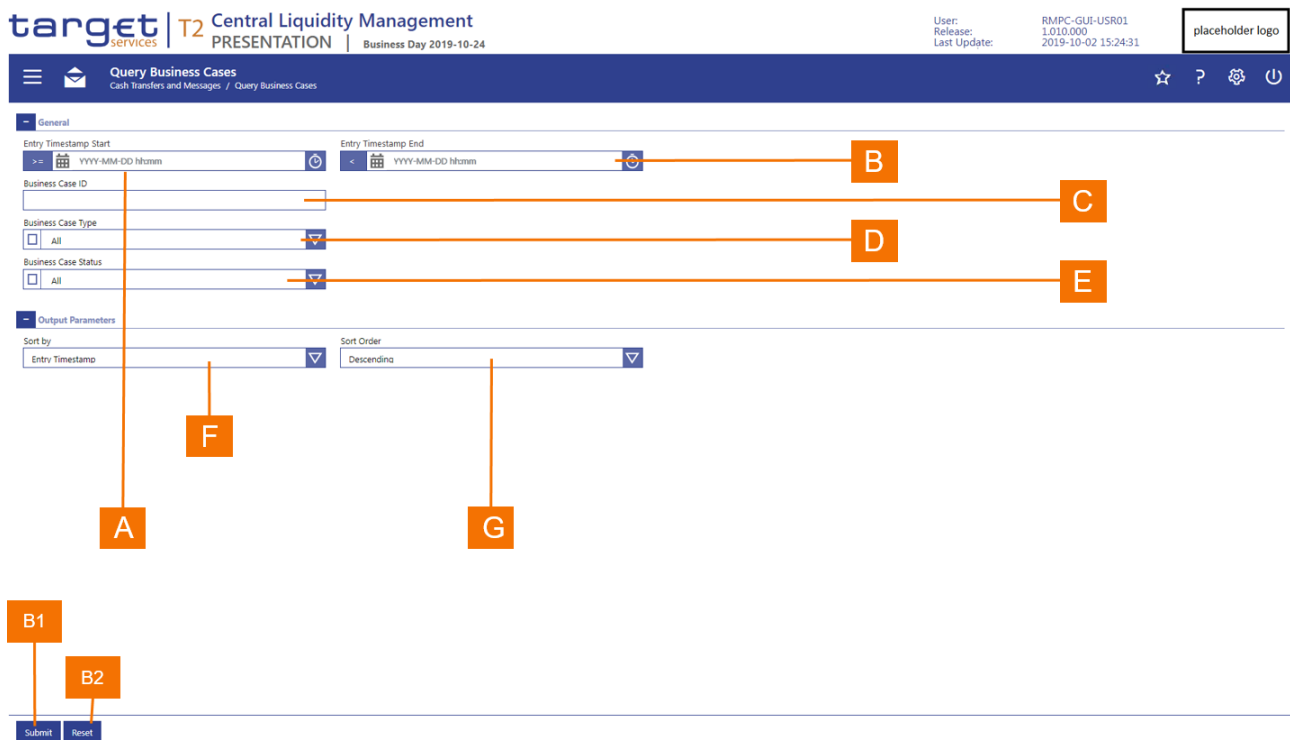 target services T2 Central Liquidity Management
PRESENTATION | Business Day 2019-10-24
User: RMPC-GUI-USR01
Release: 1.010.000
Last Update: 2019-10-02 15:24:31
placeholder logo
Query Business Cases
Cash Transfers and Messages / Query Business Cases
?
− General
Entry Timestamp Start
>= YYYY-MM-DD hh:mm
Entry Timestamp End
< YYYY-MM-DD hh:mm
B
Business Case ID
C
Business Case Type
All
D
Business Case Status
All
E
− Output Parameters
Sort by
Entry Timestamp
Sort Order
Descending
F
A
G
B1
B2
Submit
Reset